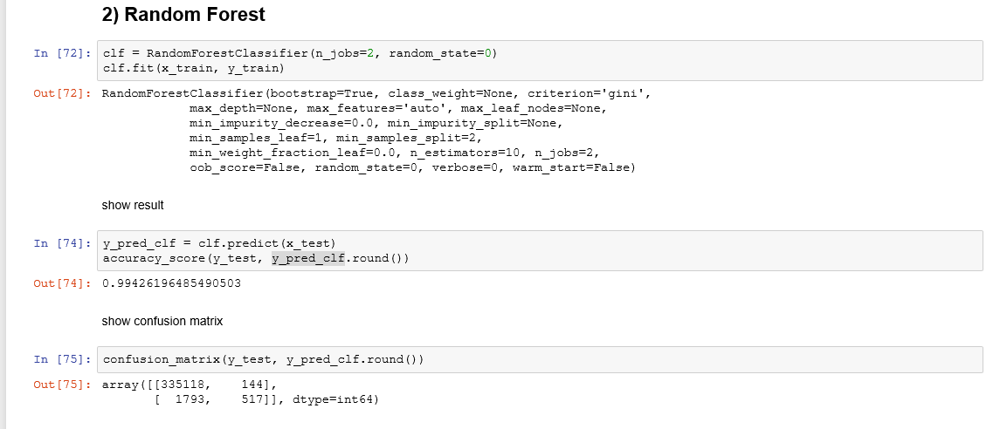 2) Random Forest
In [72]: clf = RandomForestClassifier(n_jobs=2, random_state=0)
clf.fit(x_train, y_train)
Out[72]: RandomForestClassifier(bootstrap=True, class_weight=None, criterion='gini',
max_depth=None, max_features='auto', max_leaf_nodes=None,
min_impurity_decrease=0.0, min_impurity_split=None,
min_samples_leaf=1, min_samples_split=2,
min_weight_fraction_leaf=0.0, n_estimators=10, n_jobs=2,
oob_score=False, random_state=0, verbose=0, warm_start=False)
show result
In [74]: y_pred_clf = clf.predict(x_test)
accuracy_score(y_test, y_pred_clf.round())
Out[74]: 0.99426196485490503
show confusion matrix
In [75]: confusion_matrix(y_test, y_pred_clf.round())
Out[75]: array([[335118, 144],
[ 1793, 517]], dtype=int64)